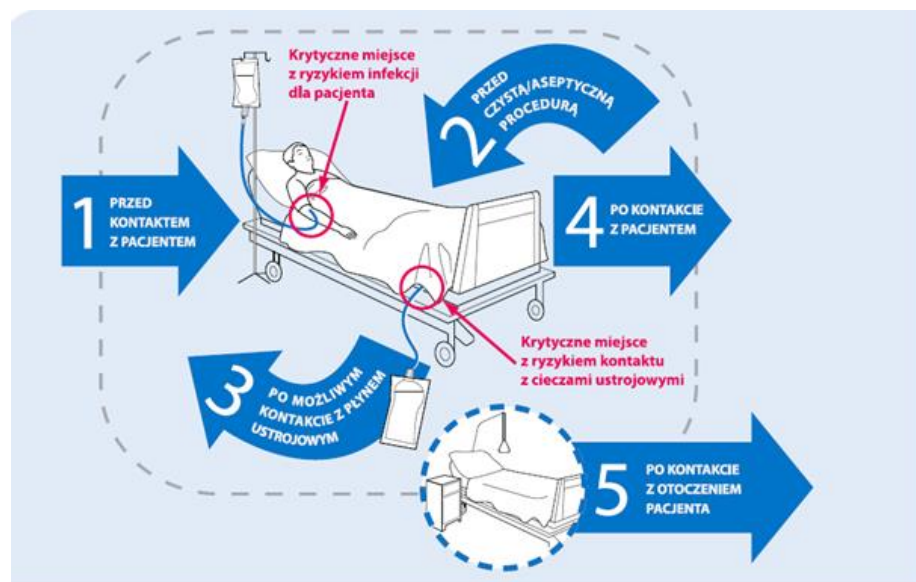 Krytyczne miejsce
z ryzykiem infekcji
dla pacjenta
2
PRZED
CZYSTĄ/ASEPTYCZNĄ
PROCEDURĄ
1
PRZED
KONTAKTEM
Z PACJENTEM
4
PO KONTAKCIE
Z PACJENTEM
Krytyczne miejsce
z ryzykiem kontaktu
z cieczami ustrojowymi
3
PO MOŻLIWYM
KONTAKCIE Z PŁYNEM
USTROJOWYM
5
PO KONTAKCIE
Z OTOCZENIEM
PACJENTA